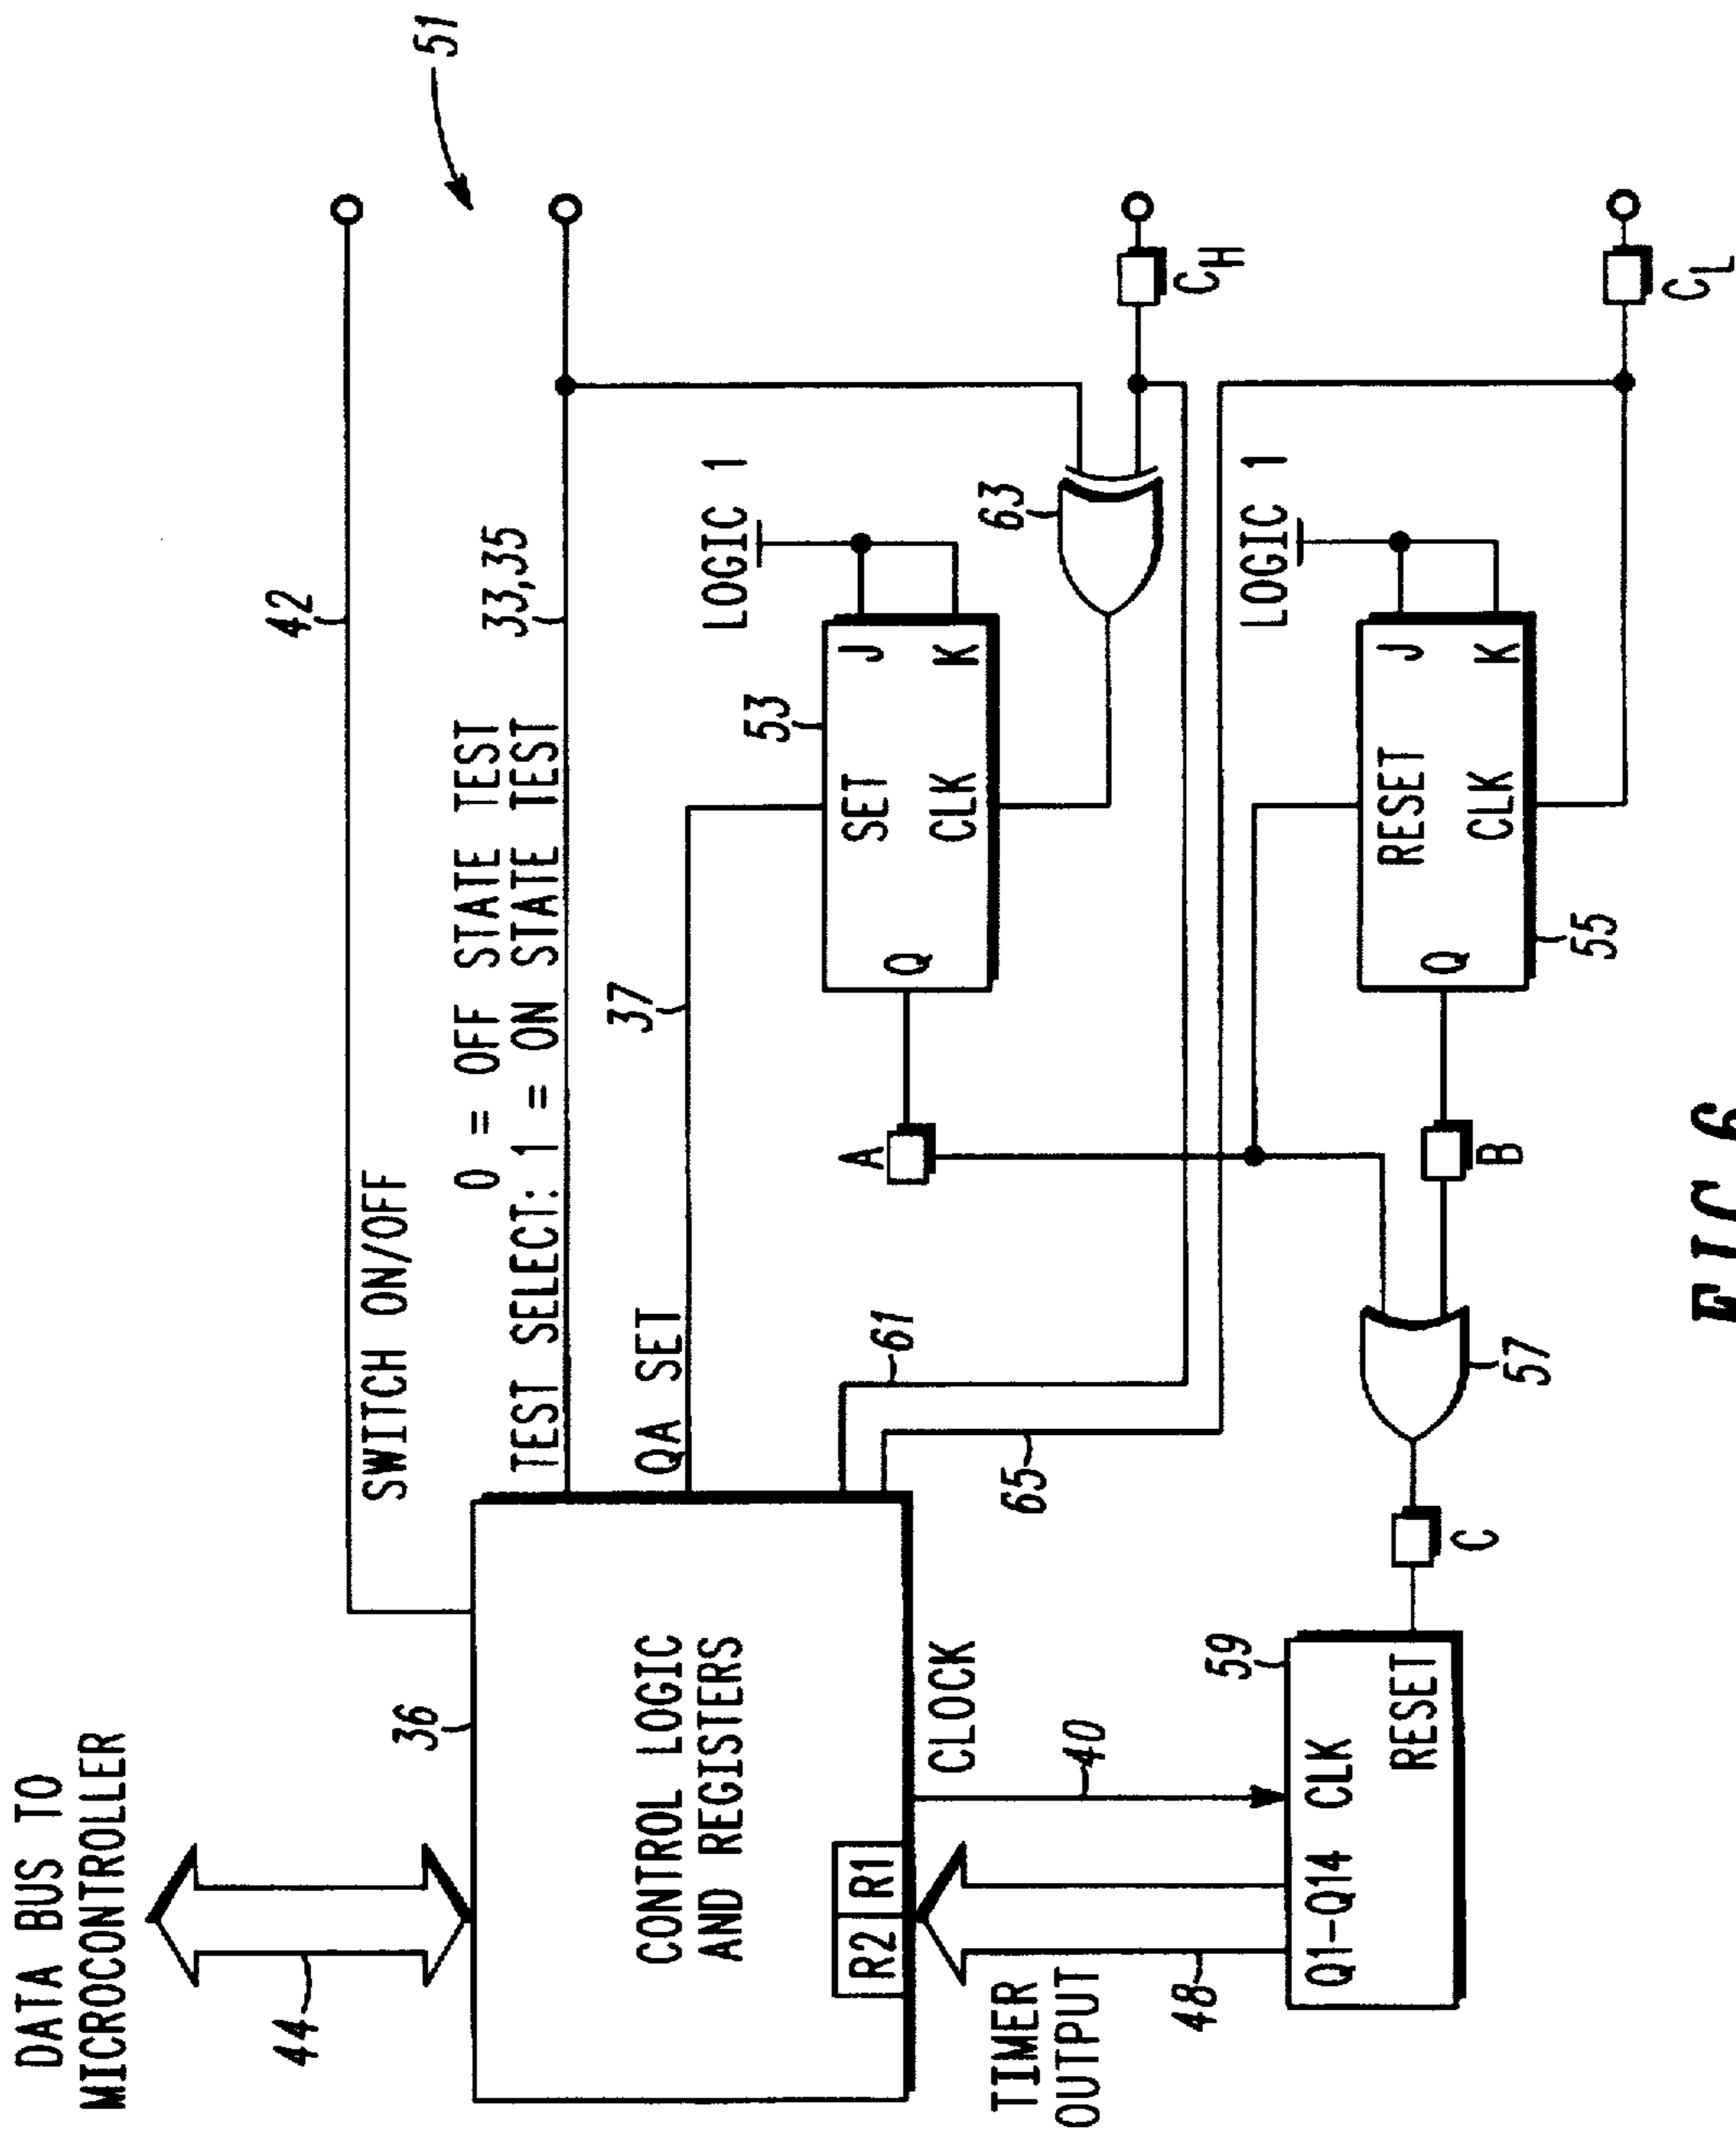 DATA BUS TO
MICROCONTROLLER
44
36
42
SWITCH ON/OFF
51
0 = OFF STATE TEST
TEST SELECT: 1 = ON STATE TEST
33,35
QA SET
37
CONTROL LOGIC
AND REGISTERS
R2
R1
61
65
53
SET
J
Q
CLK
K
LOGIC 1
63
C_H
A
LOGIC 1
RESET
J
Q
CLK
K
55
C_L
B
57
C
CLOCK
40
TIMER
OUTPUT
48
59
Q1-Q14
CLK
RESET
FIG. 6